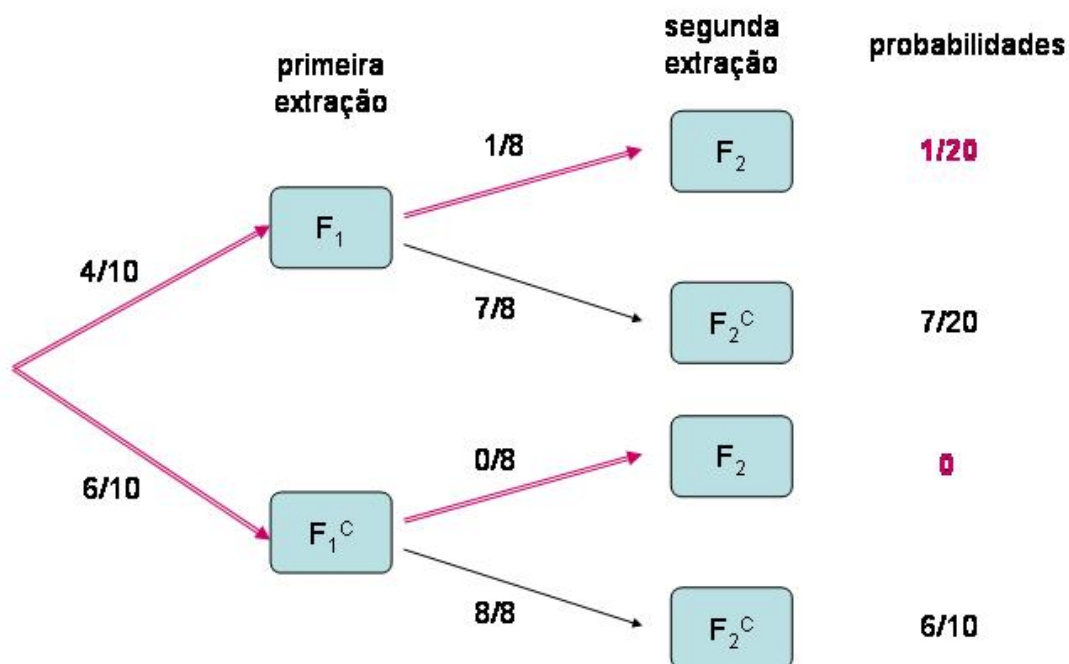 primeira
extração
segunda
extração
probabilidades
4/10
6/10
F₁
1/8
7/8
F₂
1/20
F₂ᶜ
7/20
F₁ᶜ
0/8
8/8
F₂
0
F₂ᶜ
6/10